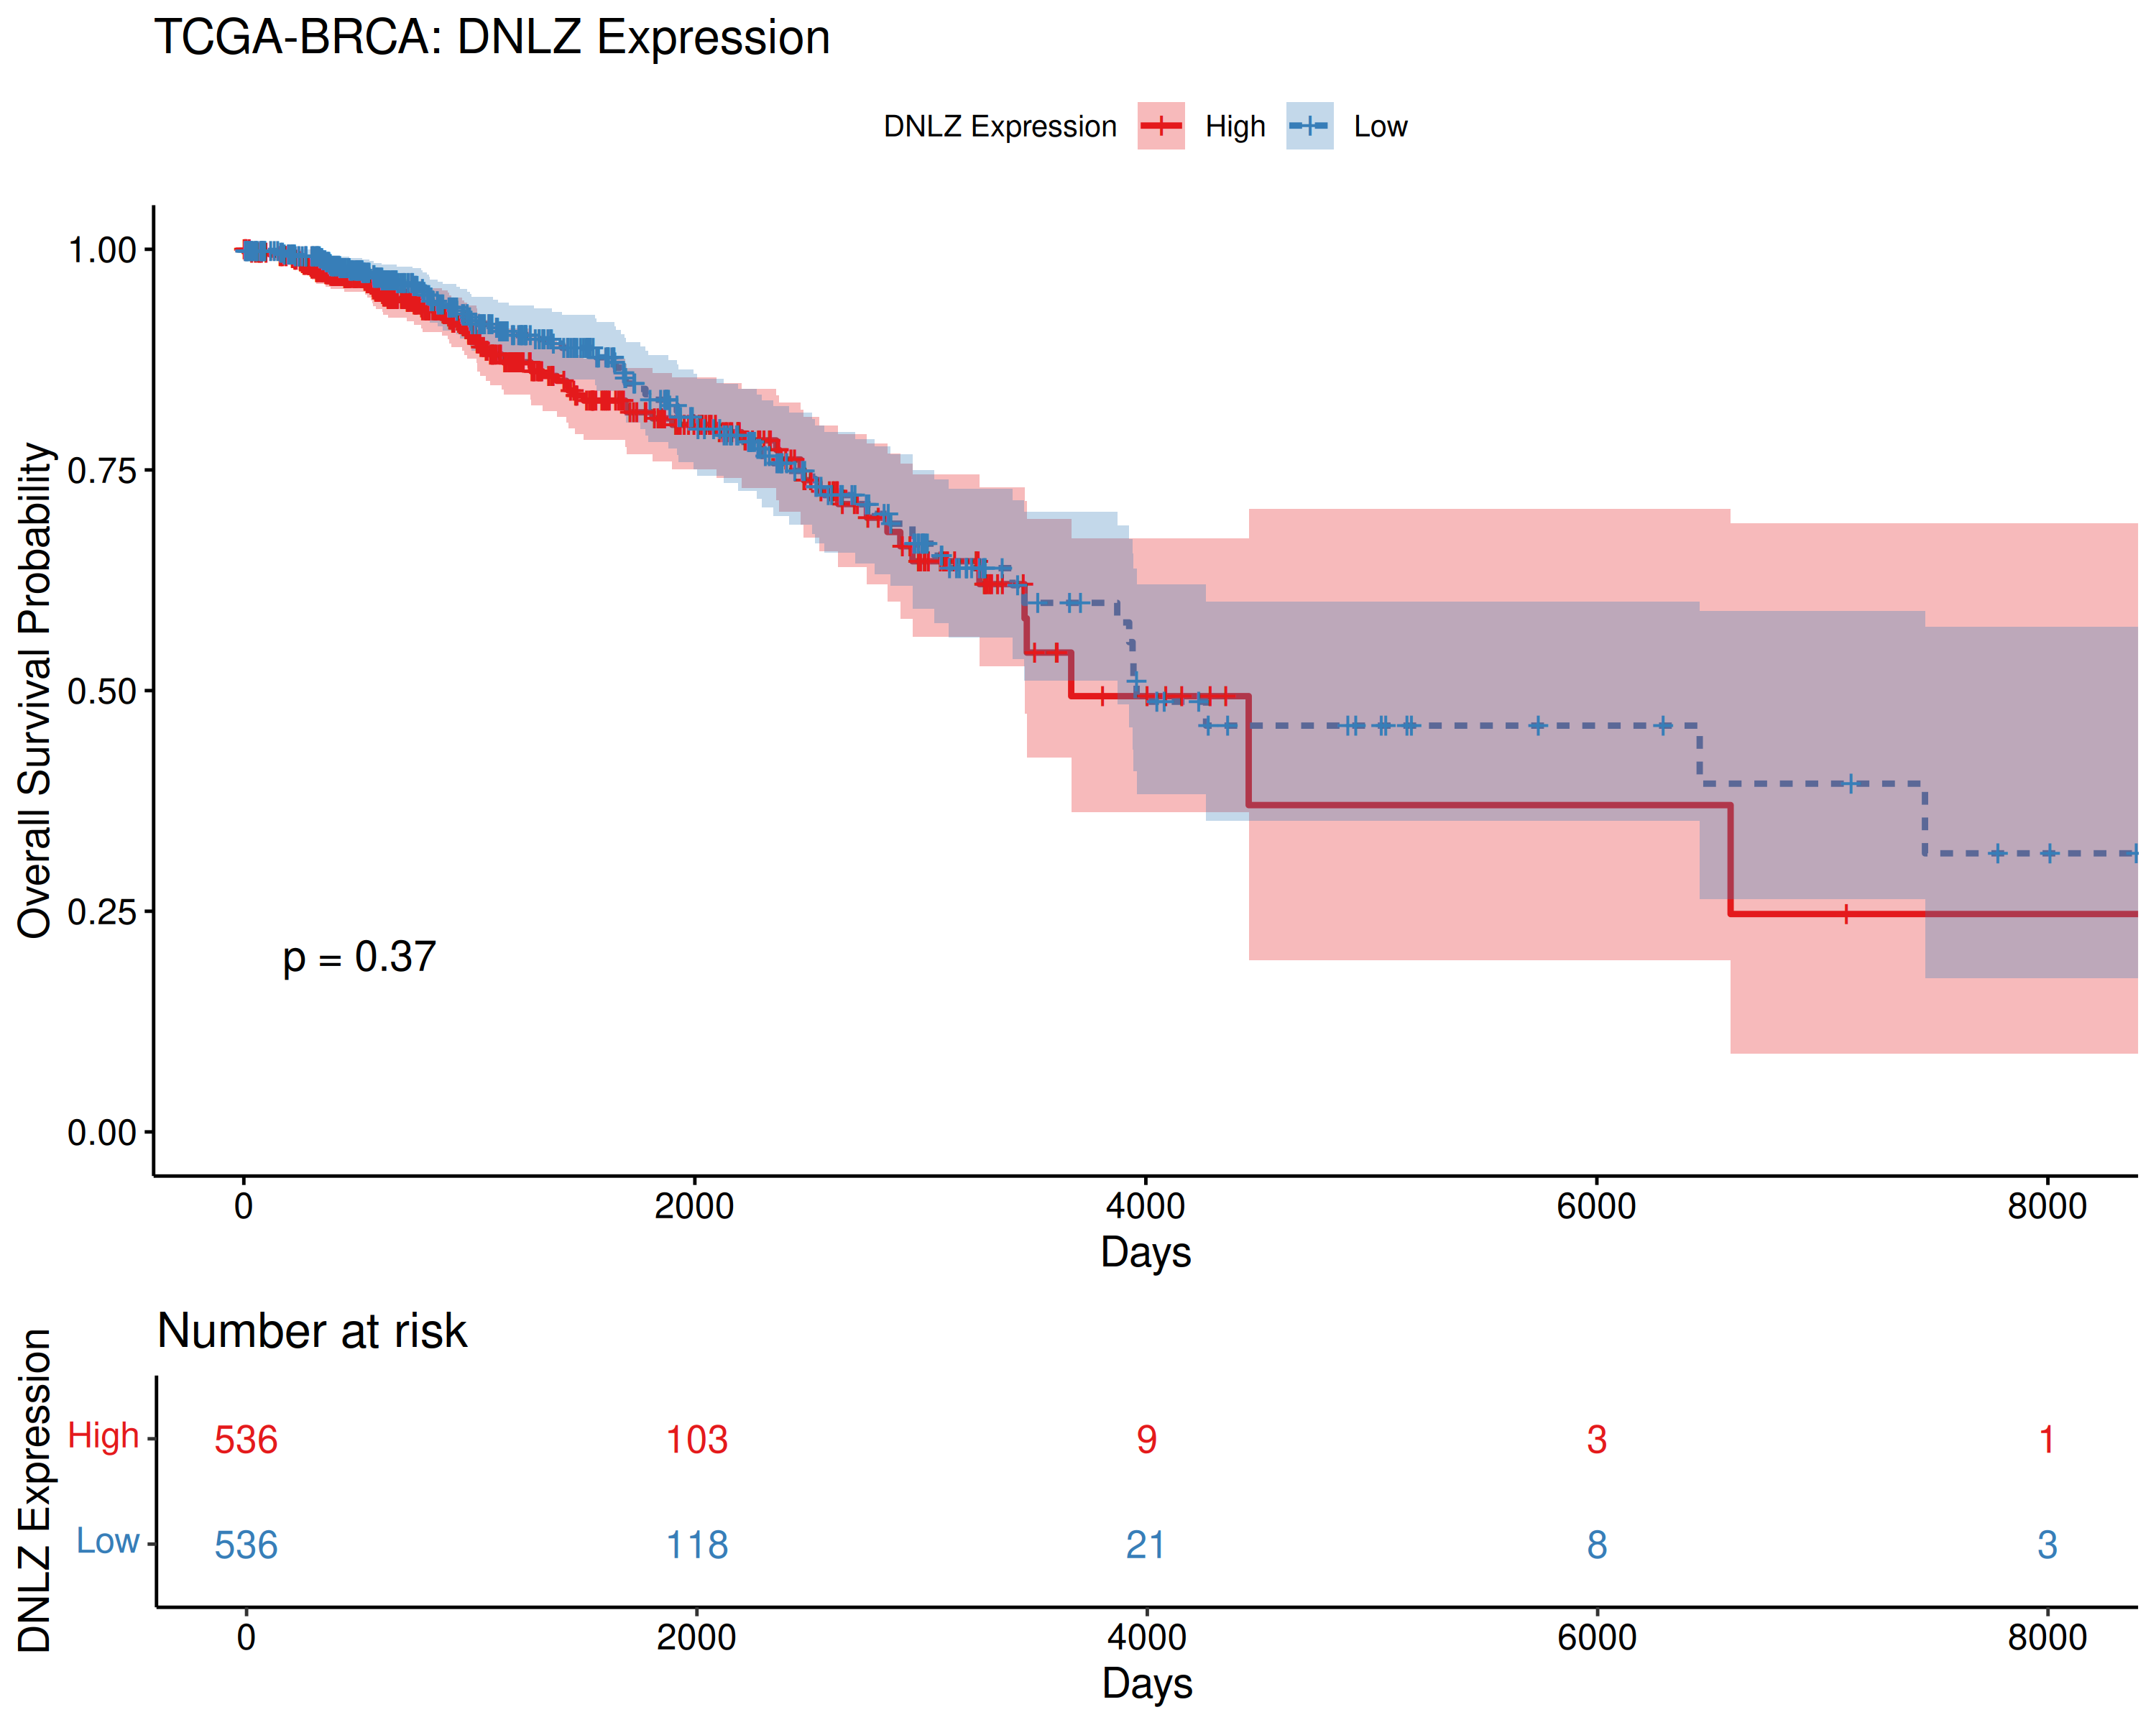 TCGA-BRCA: DNLZ Expression
DNLZ Expression High Low
Overall Survival Probability
1.00
0.75
0.50
0.25
0.00
p = 0.37
0 2000 4000 6000 8000
Days
Number at risk
DNLZ Expression
High 536 103 9 3 1
Low 536 118 21 8 3
0 2000 4000 6000 8000
Days